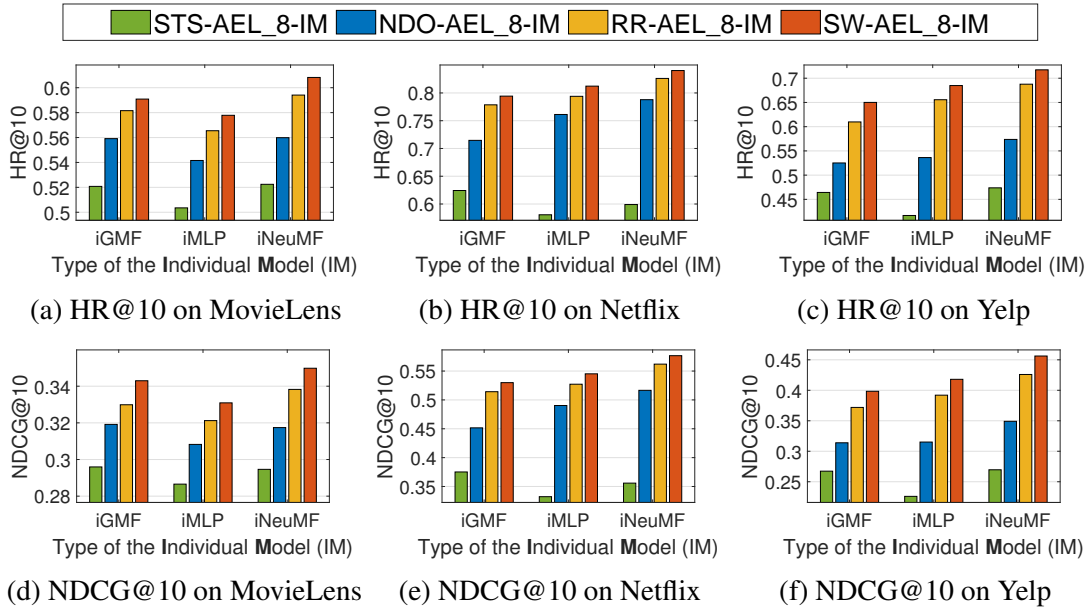 STS-AEL_8-IM NDO-AEL_8-IM RR-AEL_8-IM SW-AEL_8-IM
HR@10
0.6
0.58
0.56
0.54
0.52
0.5
iGMF iMLP iNeuMF
Type of the Individual Model (IM)
(a) HR@10 on MovieLens
HR@10
0.8
0.75
0.7
0.65
0.6
iGMF iMLP iNeuMF
Type of the Individual Model (IM)
(b) HR@10 on Netflix
HR@10
0.7
0.65
0.6
0.55
0.5
0.45
iGMF iMLP iNeuMF
Type of the Individual Model (IM)
(c) HR@10 on Yelp
NDCG@10
0.34
0.32
0.3
0.28
iGMF iMLP iNeuMF
Type of the Individual Model (IM)
(d) NDCG@10 on MovieLens
NDCG@10
0.55
0.5
0.45
0.4
0.35
iGMF iMLP iNeuMF
Type of the Individual Model (IM)
(e) NDCG@10 on Netflix
NDCG@10
0.45
0.4
0.35
0.3
0.25
iGMF iMLP iNeuMF
Type of the Individual Model (IM)
(f) NDCG@10 on Yelp